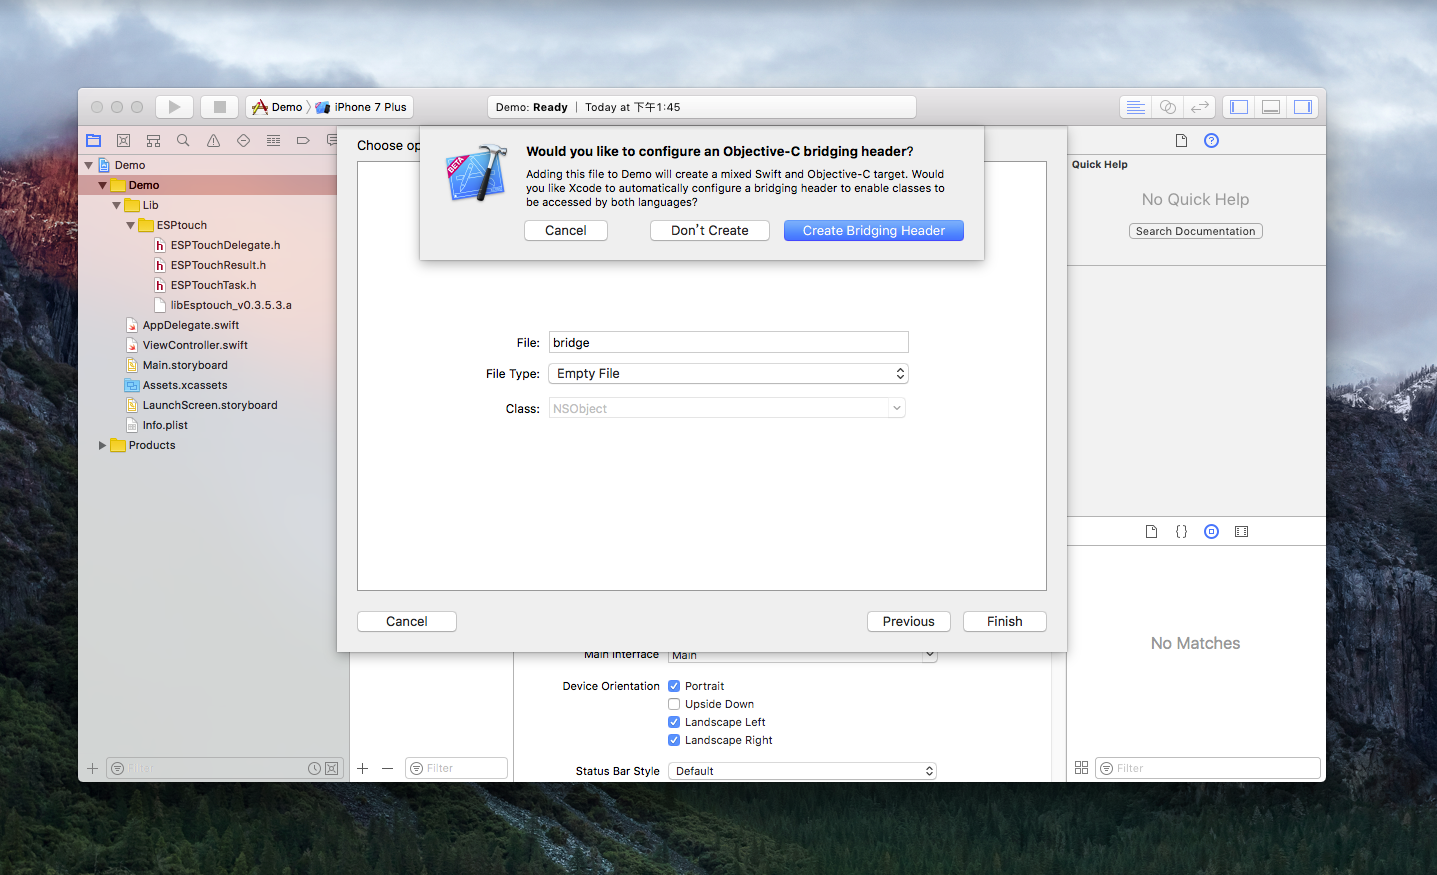 Demo
iPhone 7 Plus
Demo: Ready | Today at 下午1:45
Demo
Demo
Lib
ESPtouch
ESPTouchDelegate.h
ESPTouchResult.h
ESPTouchTask.h
libEsptouch_v0.3.5.3.a
AppDelegate.swift
ViewController.swift
Main.storyboard
Assets.xcassets
LaunchScreen.storyboard
Info.plist
Products
Filter
Choose op
BETA
Would you like to configure an Objective-C bridging header?
Adding this file to Demo will create a mixed Swift and Objective-C target. Would
you like Xcode to automatically configure a bridging header to enable classes to
be accessed by both languages?
Cancel
Don't Create
Create Bridging Header
File: bridge
File Type: Empty File
Class: NSObject
Cancel
Previous
Finish
Main Interface Main
Device Orientation Portrait
Upside Down
Landscape Left
Landscape Right
Status Bar Style Default
Filter
Quick Help
No Quick Help
Search Documentation
No Matches
Filter